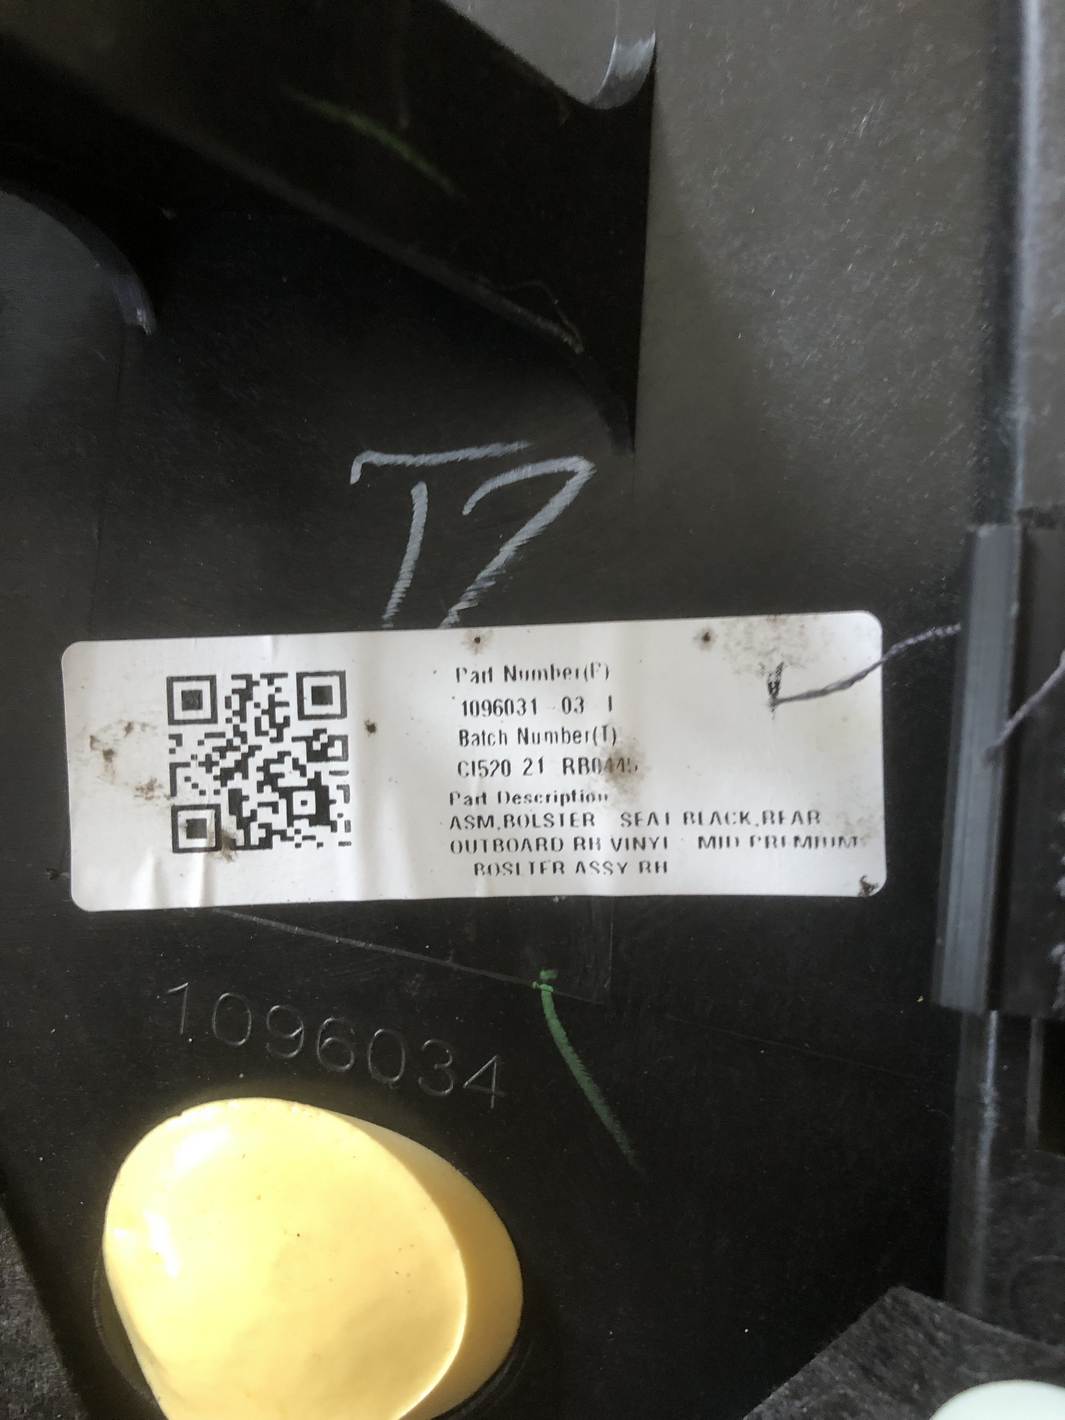 T7
Part Number(P)
1096031 03 I
Batch Number(T)
CI520 21 RB0445
Part Description
ASM,BOLSTER SEAT BLACK,REAR
OUTBOARD RH VINYL MID PREMIUM
BOSLTER ASSY RH
1096034